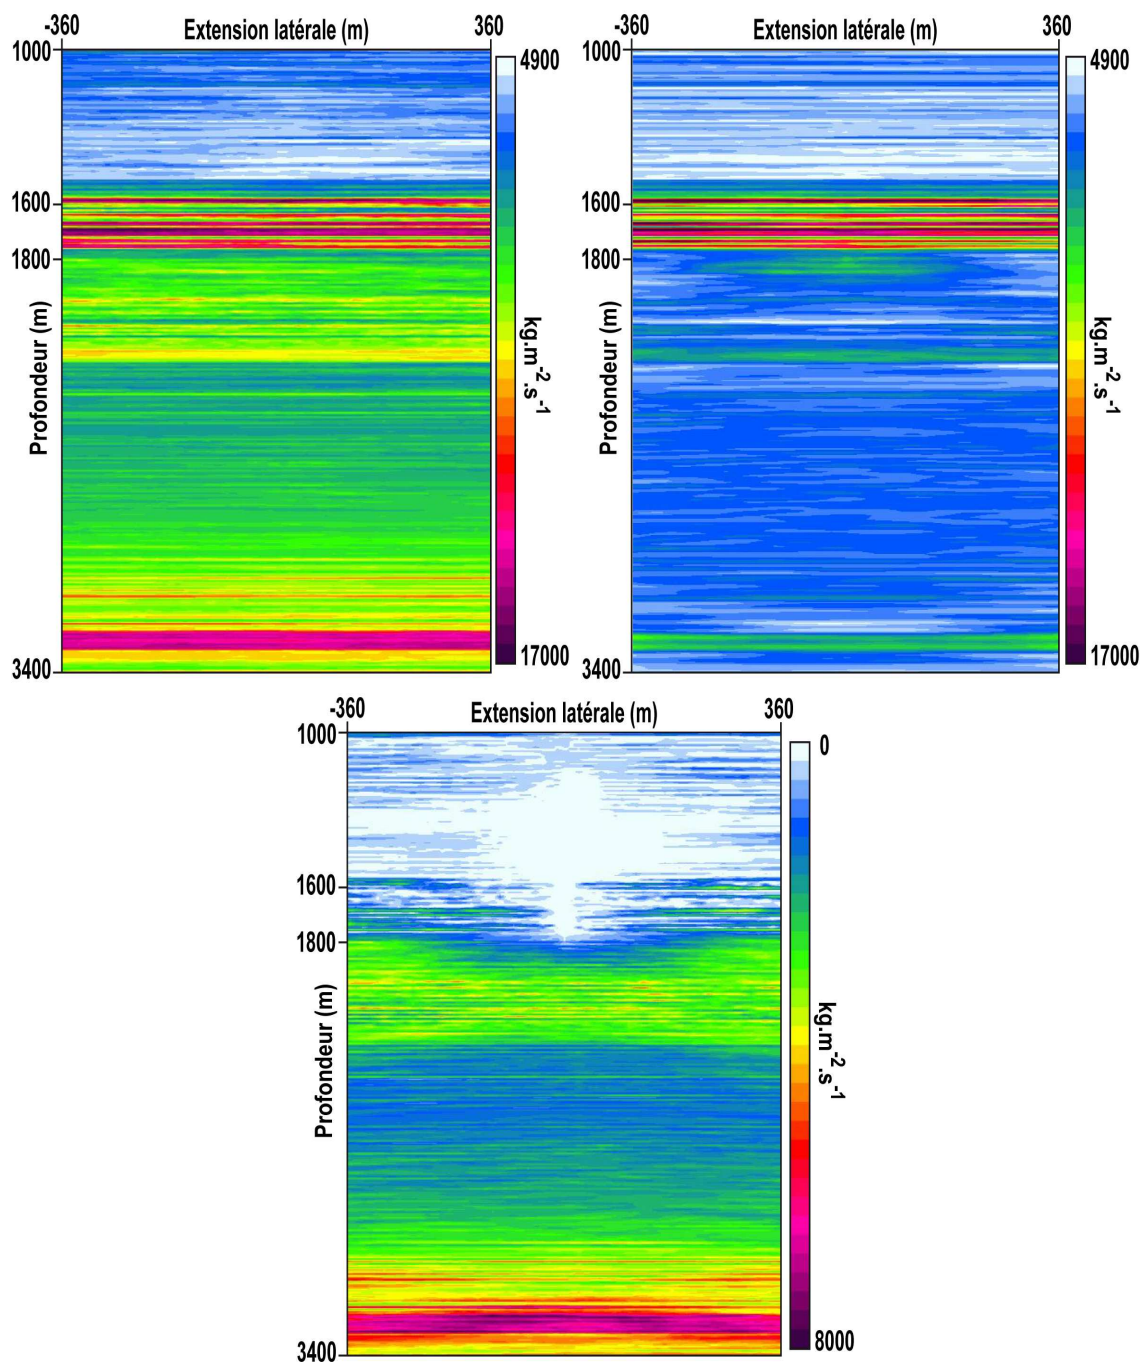 -360 360
Extension latérale (m)
1000
1600
1800
3400
Profondeur (m)
4900
17000
kg.m-2.s-1
-360 360
Extension latérale (m)
1000
1600
1800
3400
Profondeur (m)
4900
17000
kg.m-2.s-1
-360 360
Extension latérale (m)
1000
1600
1800
3400
Profondeur (m)
0
8000
kg.m-2.s-1